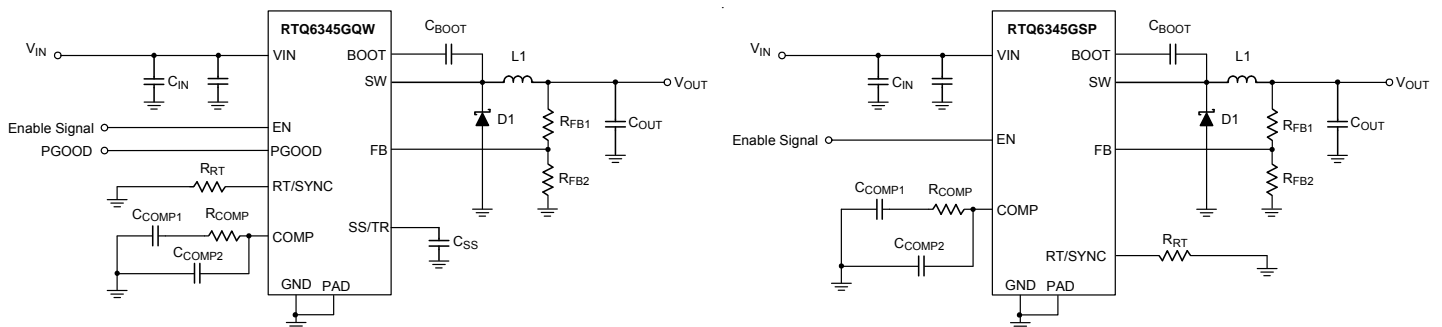 RTQ6345GQW
VIN
VIN
CIN
BOOT
CBOOT
SW
L1
VOUT
D1
RFB1
COUT
Enable Signal
EN
PGOOD
PGOOD
FB
RFB2
RRT
RT/SYNC
CCOMP1
RCOMP
COMP
CCOMP2
SS/TR
CSS
GND
PAD
RTQ6345GSP
VIN
VIN
CIN
BOOT
CBOOT
SW
L1
VOUT
D1
RFB1
COUT
Enable Signal
EN
FB
RFB2
CCOMP1
RCOMP
COMP
CCOMP2
RRT
RT/SYNC
GND
PAD